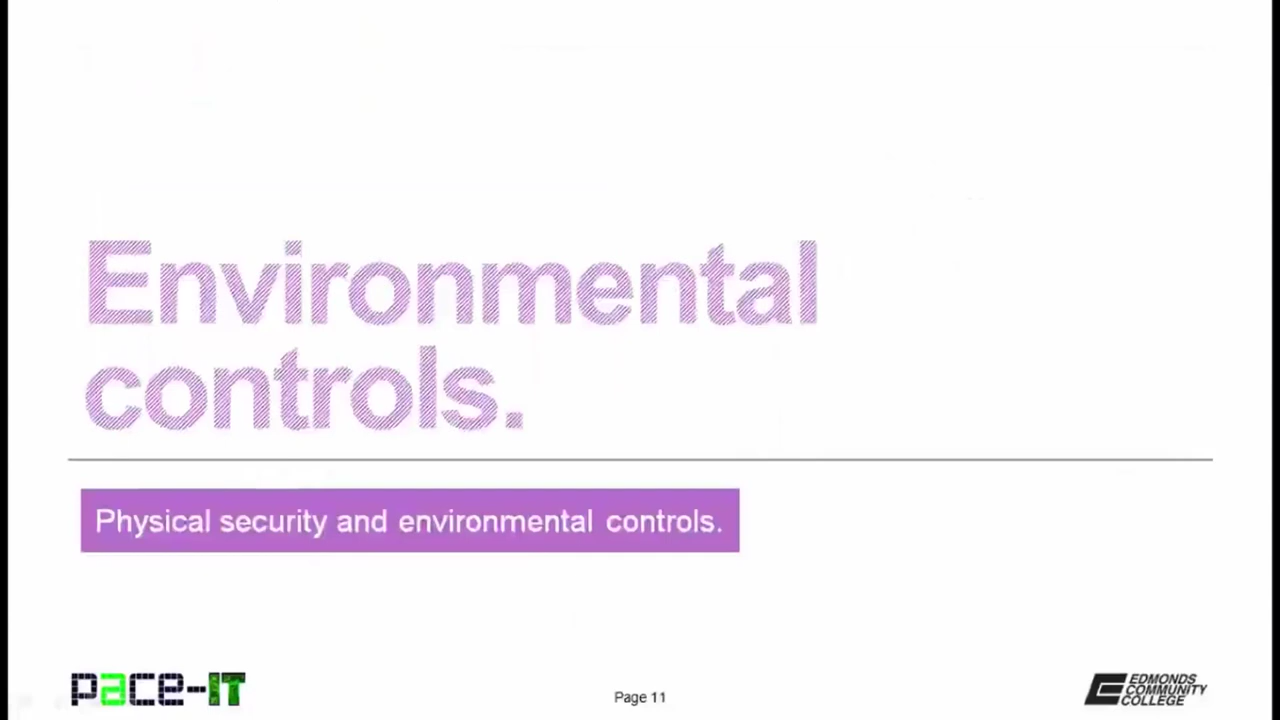 Environmental
controls.
Physical security and environmental controls.
pace-IT
Page 11
EDMONDS
COMMUNITY
COLLEGE